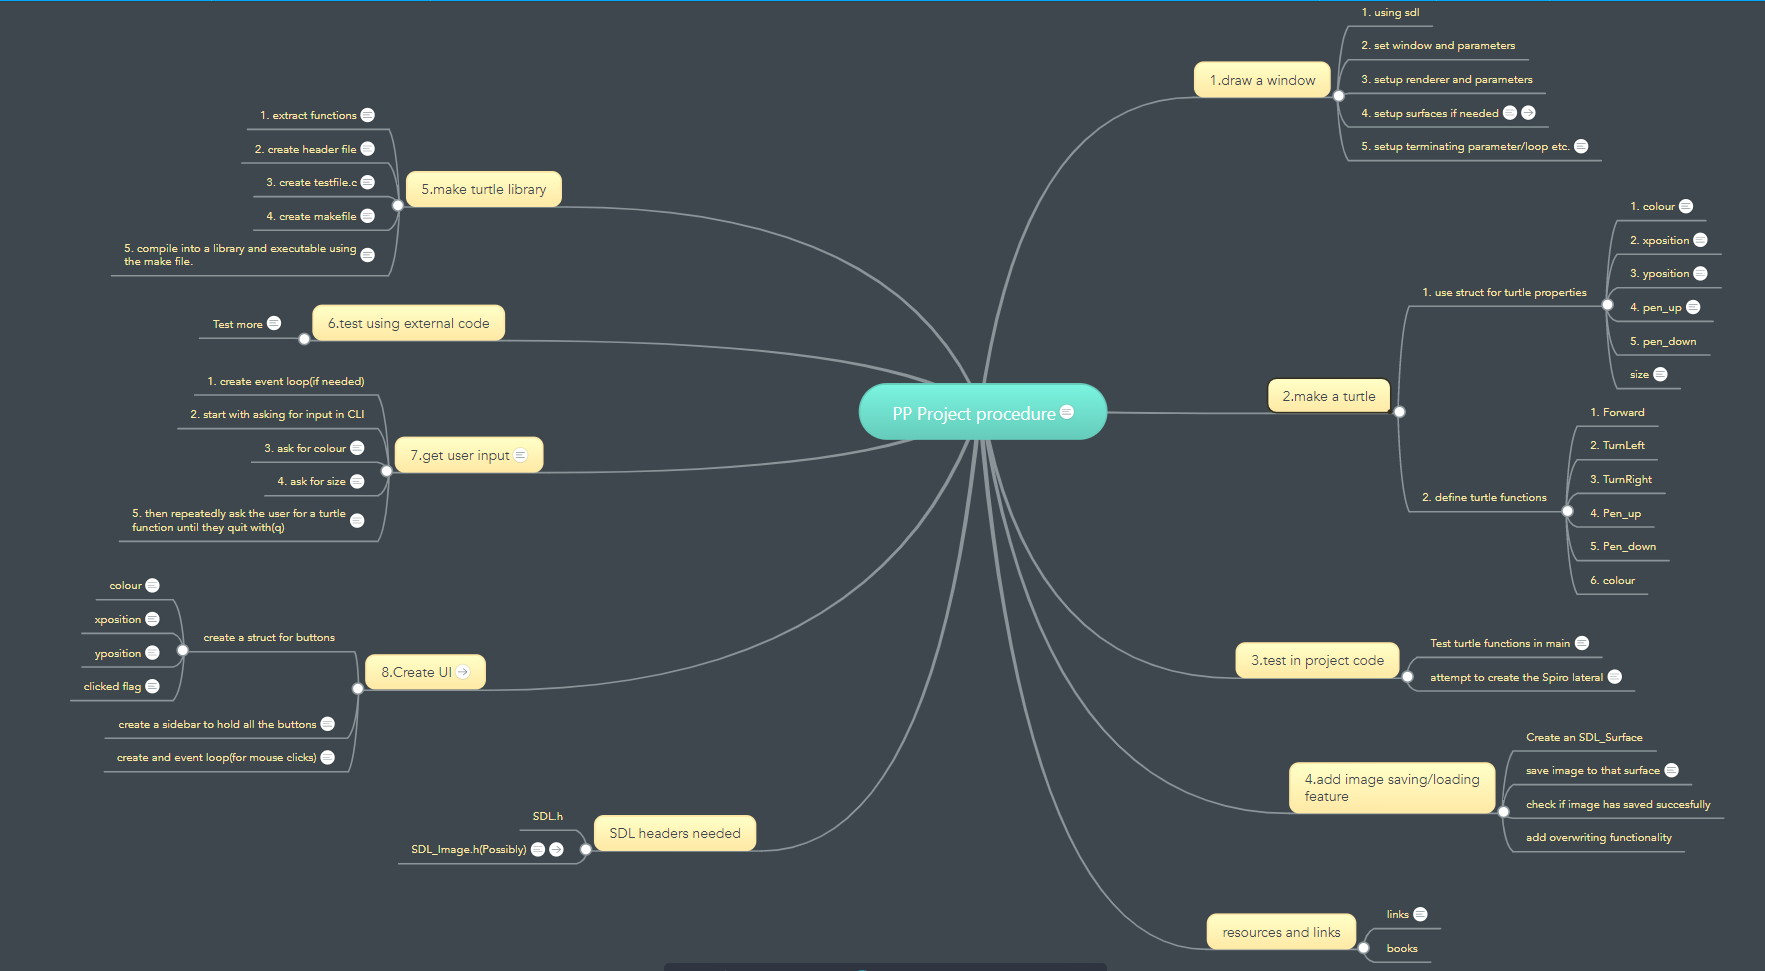 PP Project procedure
1.draw a window
1. using sdl
2. set window and parameters
3. setup renderer and parameters
4. setup surfaces if needed
5. setup terminating parameter/loop etc.
2.make a turtle
1. use struct for turtle properties
1. colour
2. xposition
3. yposition
4. pen_up
5. pen_down
size
2. define turtle functions
1. Forward
2. TurnLeft
3. TurnRight
4. Pen_up
5. Pen_down
6. colour
3.test in project code
Test turtle functions in main
attempt to create the Spiro lateral
4.add image saving/loading
feature
Create an SDL_Surface
save image to that surface
check if image has saved succesfully
add overwriting functionality
resources and links
links
books
5.make turtle library
1. extract functions
2. create header file
3. create testfile.c
4. create makefile
5. compile into a library and executable using
the make file.
6.test using external code
Test more
7.get user input
1. create event loop(if needed)
2. start with asking for input in CLI
3. ask for colour
4. ask for size
5. then repeatedly ask the user for a turtle
function until they quit with(q)
8.Create UI
create a struct for buttons
colour
xposition
yposition
clicked flag
create a sidebar to hold all the buttons
create and event loop(for mouse clicks)
SDL headers needed
SDL.h
SDL_Image.h(Possibly)